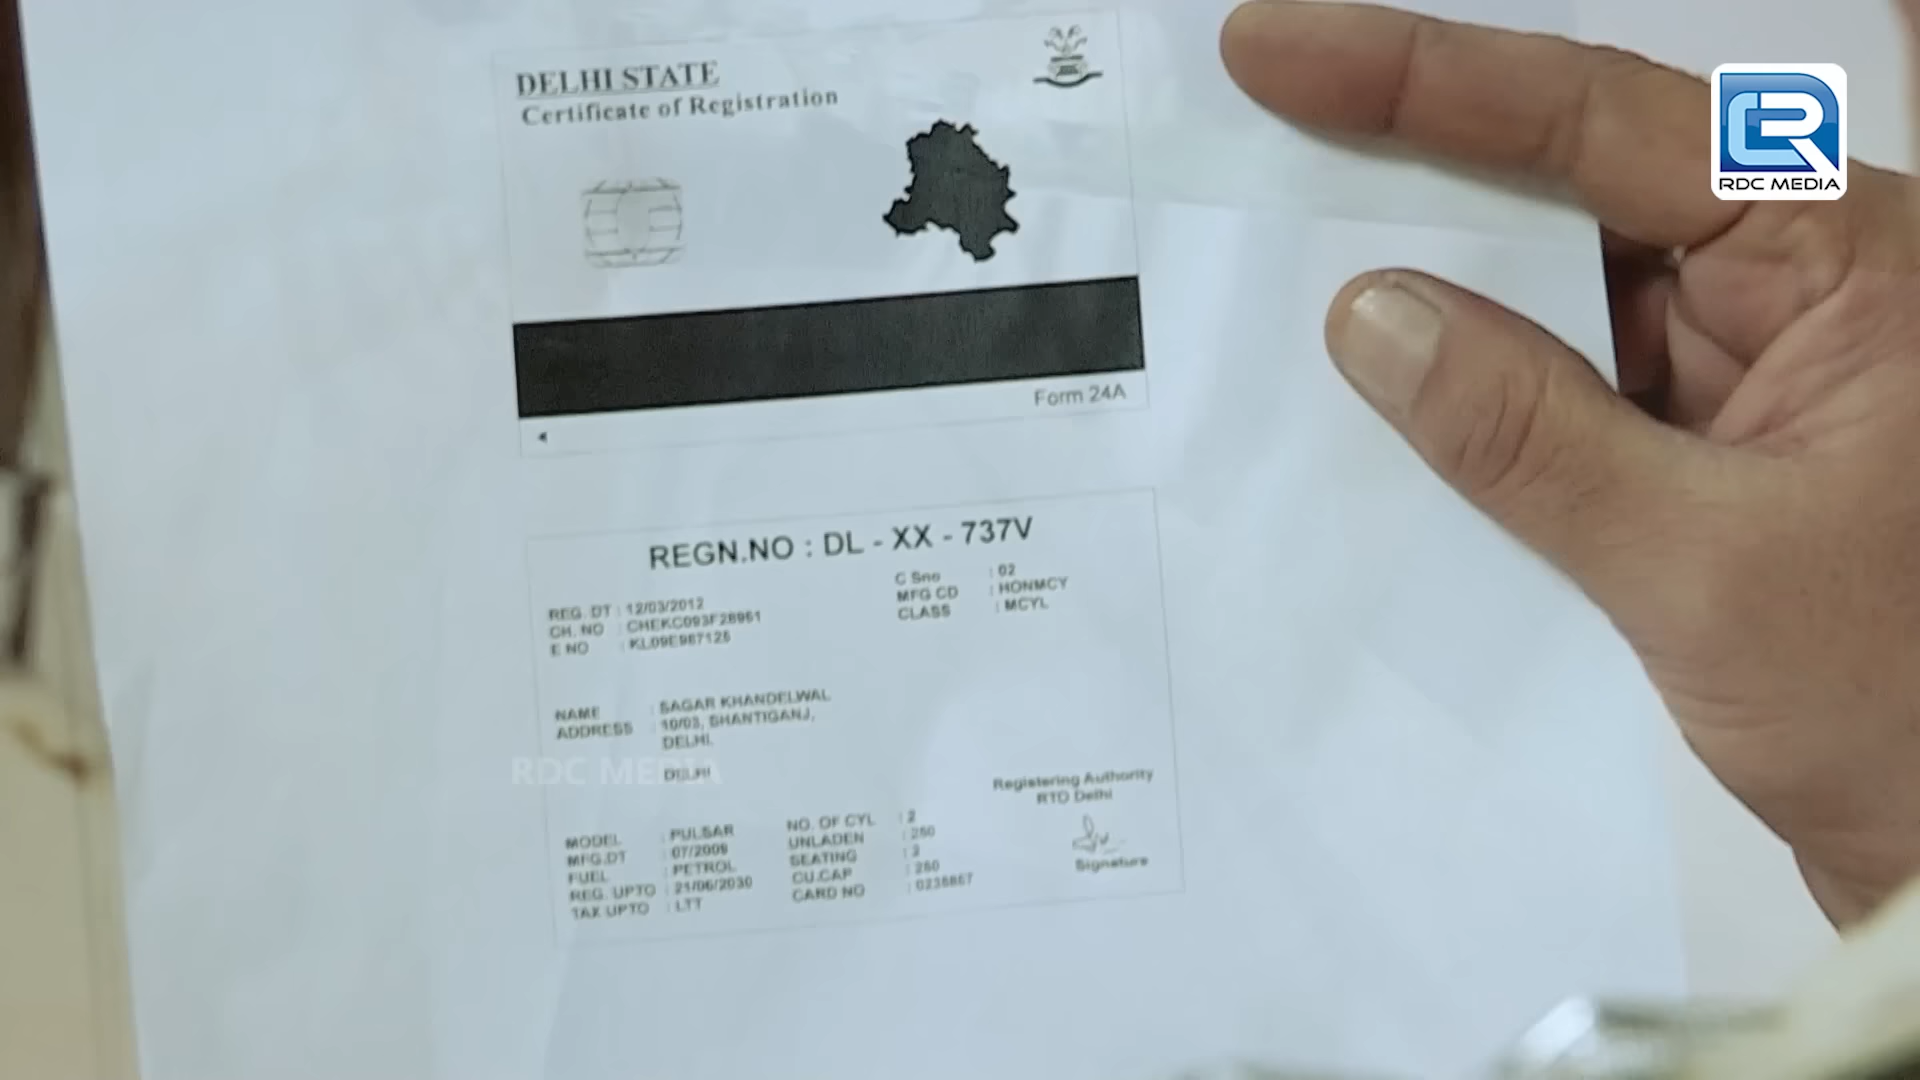 DELHI STATE
Certificate of Registration
RDC MEDIA
Form 24A
REGN.NO : DL - XX - 737V
C Sno : 02
REG. DT : 12/03/2012
MFG CD : HONMCY
CH. NO : CHEKC093F28961
CLASS : MCYL
E NO : KL09E987125
NAME : SAGAR KHANDELWAL
ADDRESS : 10/03, SHANTIGANJ,
DELHI.
DELHI
RDC MEDIA
Registering Authority
RTO Delhi
MODEL : PULSAR
NO. OF CYL : 2
MFG.DT : 07/2009
UNLADEN : 250
FUEL : PETROL
SEATING : 2
REG. UPTO : 21/06/2030
CU.CAP : 250
TAX UPTO : LTT
CARD NO : 0235867
Signature